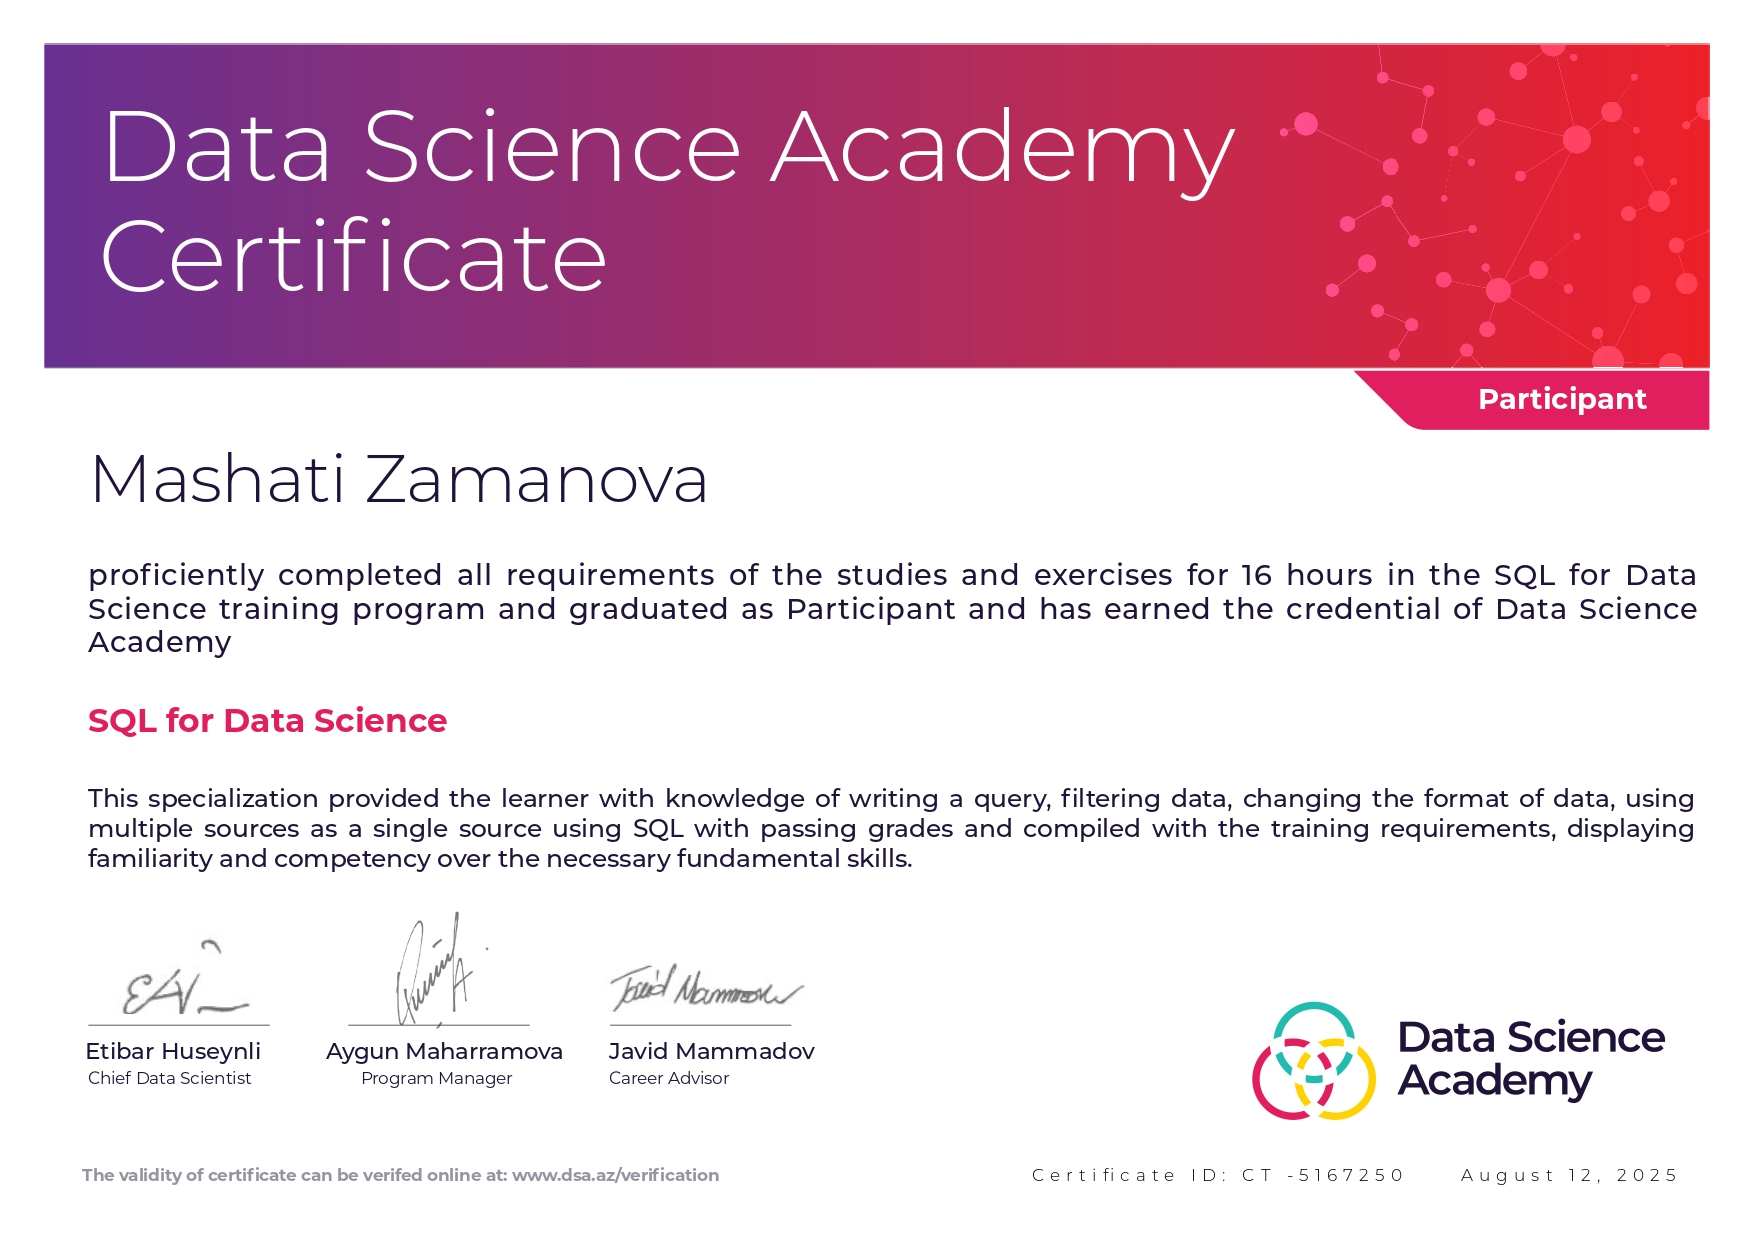 Data Science Academy
Certificate
Participant
Mashati Zamanova
proficiently completed all requirements of the studies and exercises for 16 hours in the SQL for Data
Science training program and graduated as Participant and has earned the credential of Data Science
Academy
SQL for Data Science
This specialization provided the learner with knowledge of writing a query, filtering data, changing the format of data, using
multiple sources as a single source using SQL with passing grades and compiled with the training requirements, displaying
familiarity and competency over the necessary fundamental skills.
Javid Mammadov
Etibar Huseynli
Chief Data Scientist
Aygun Maharramova
Program Manager
Javid Mammadov
Career Advisor
Data Science
Academy
The validity of certificate can be verifed online at: www.dsa.az/verification
Certificate ID: CT -5167250
August 12, 2025